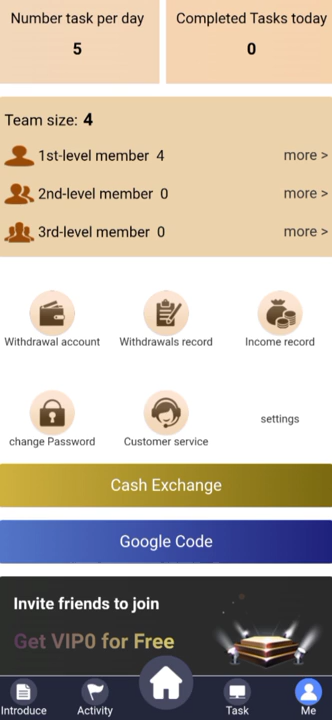 Number task per day
Completed Tasks today
5
0
Team size: 4
1st-level member 4
more >
2nd-level member 0
more >
3rd-level member 0
more >
Withdrawal account
Withdrawals record
Income record
change Password
Customer service
settings
Cash Exchange
Google Code
Invite friends to join
Get VIP0 for Free
Introduce
Activity
Task
Me